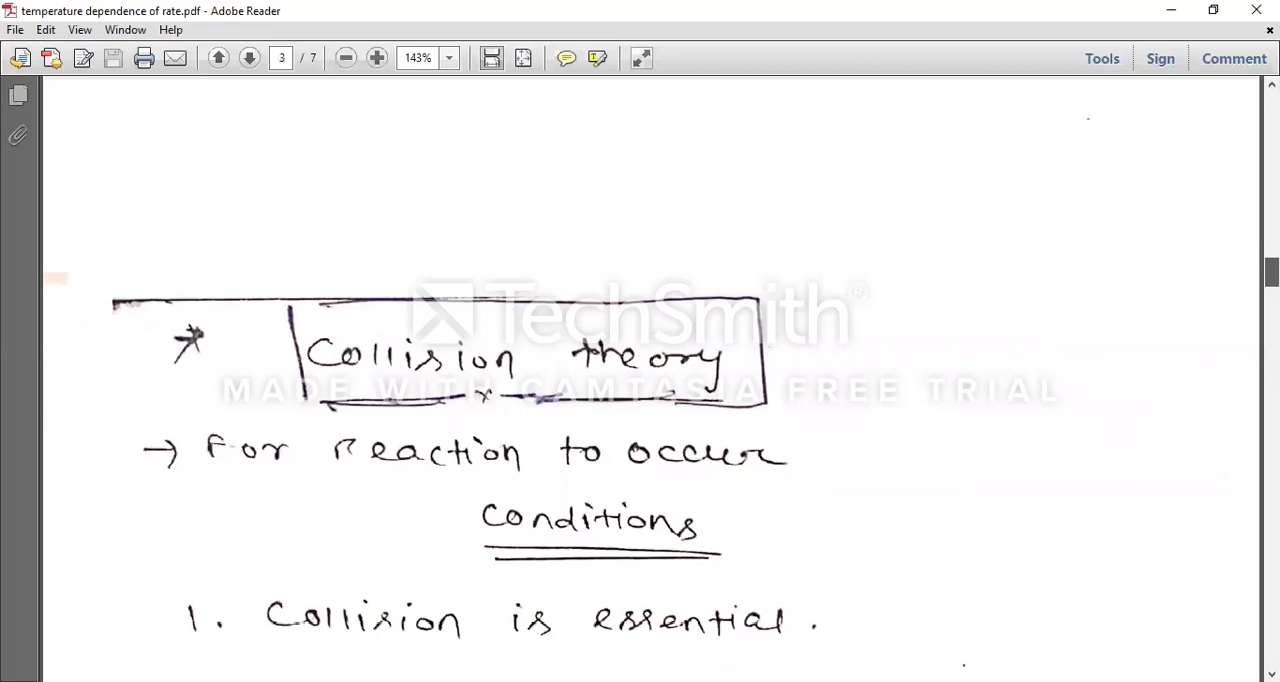 temperature dependence of rate.pdf - Adobe Reader
File Edit View Window Help
3 / 7 143% Tools Sign Comment
TechSmith®
MADE WITH CAMTASIA FREE TRIAL
* Collision theory
→ For Reaction to occur
Conditions
1. Collision is essential.